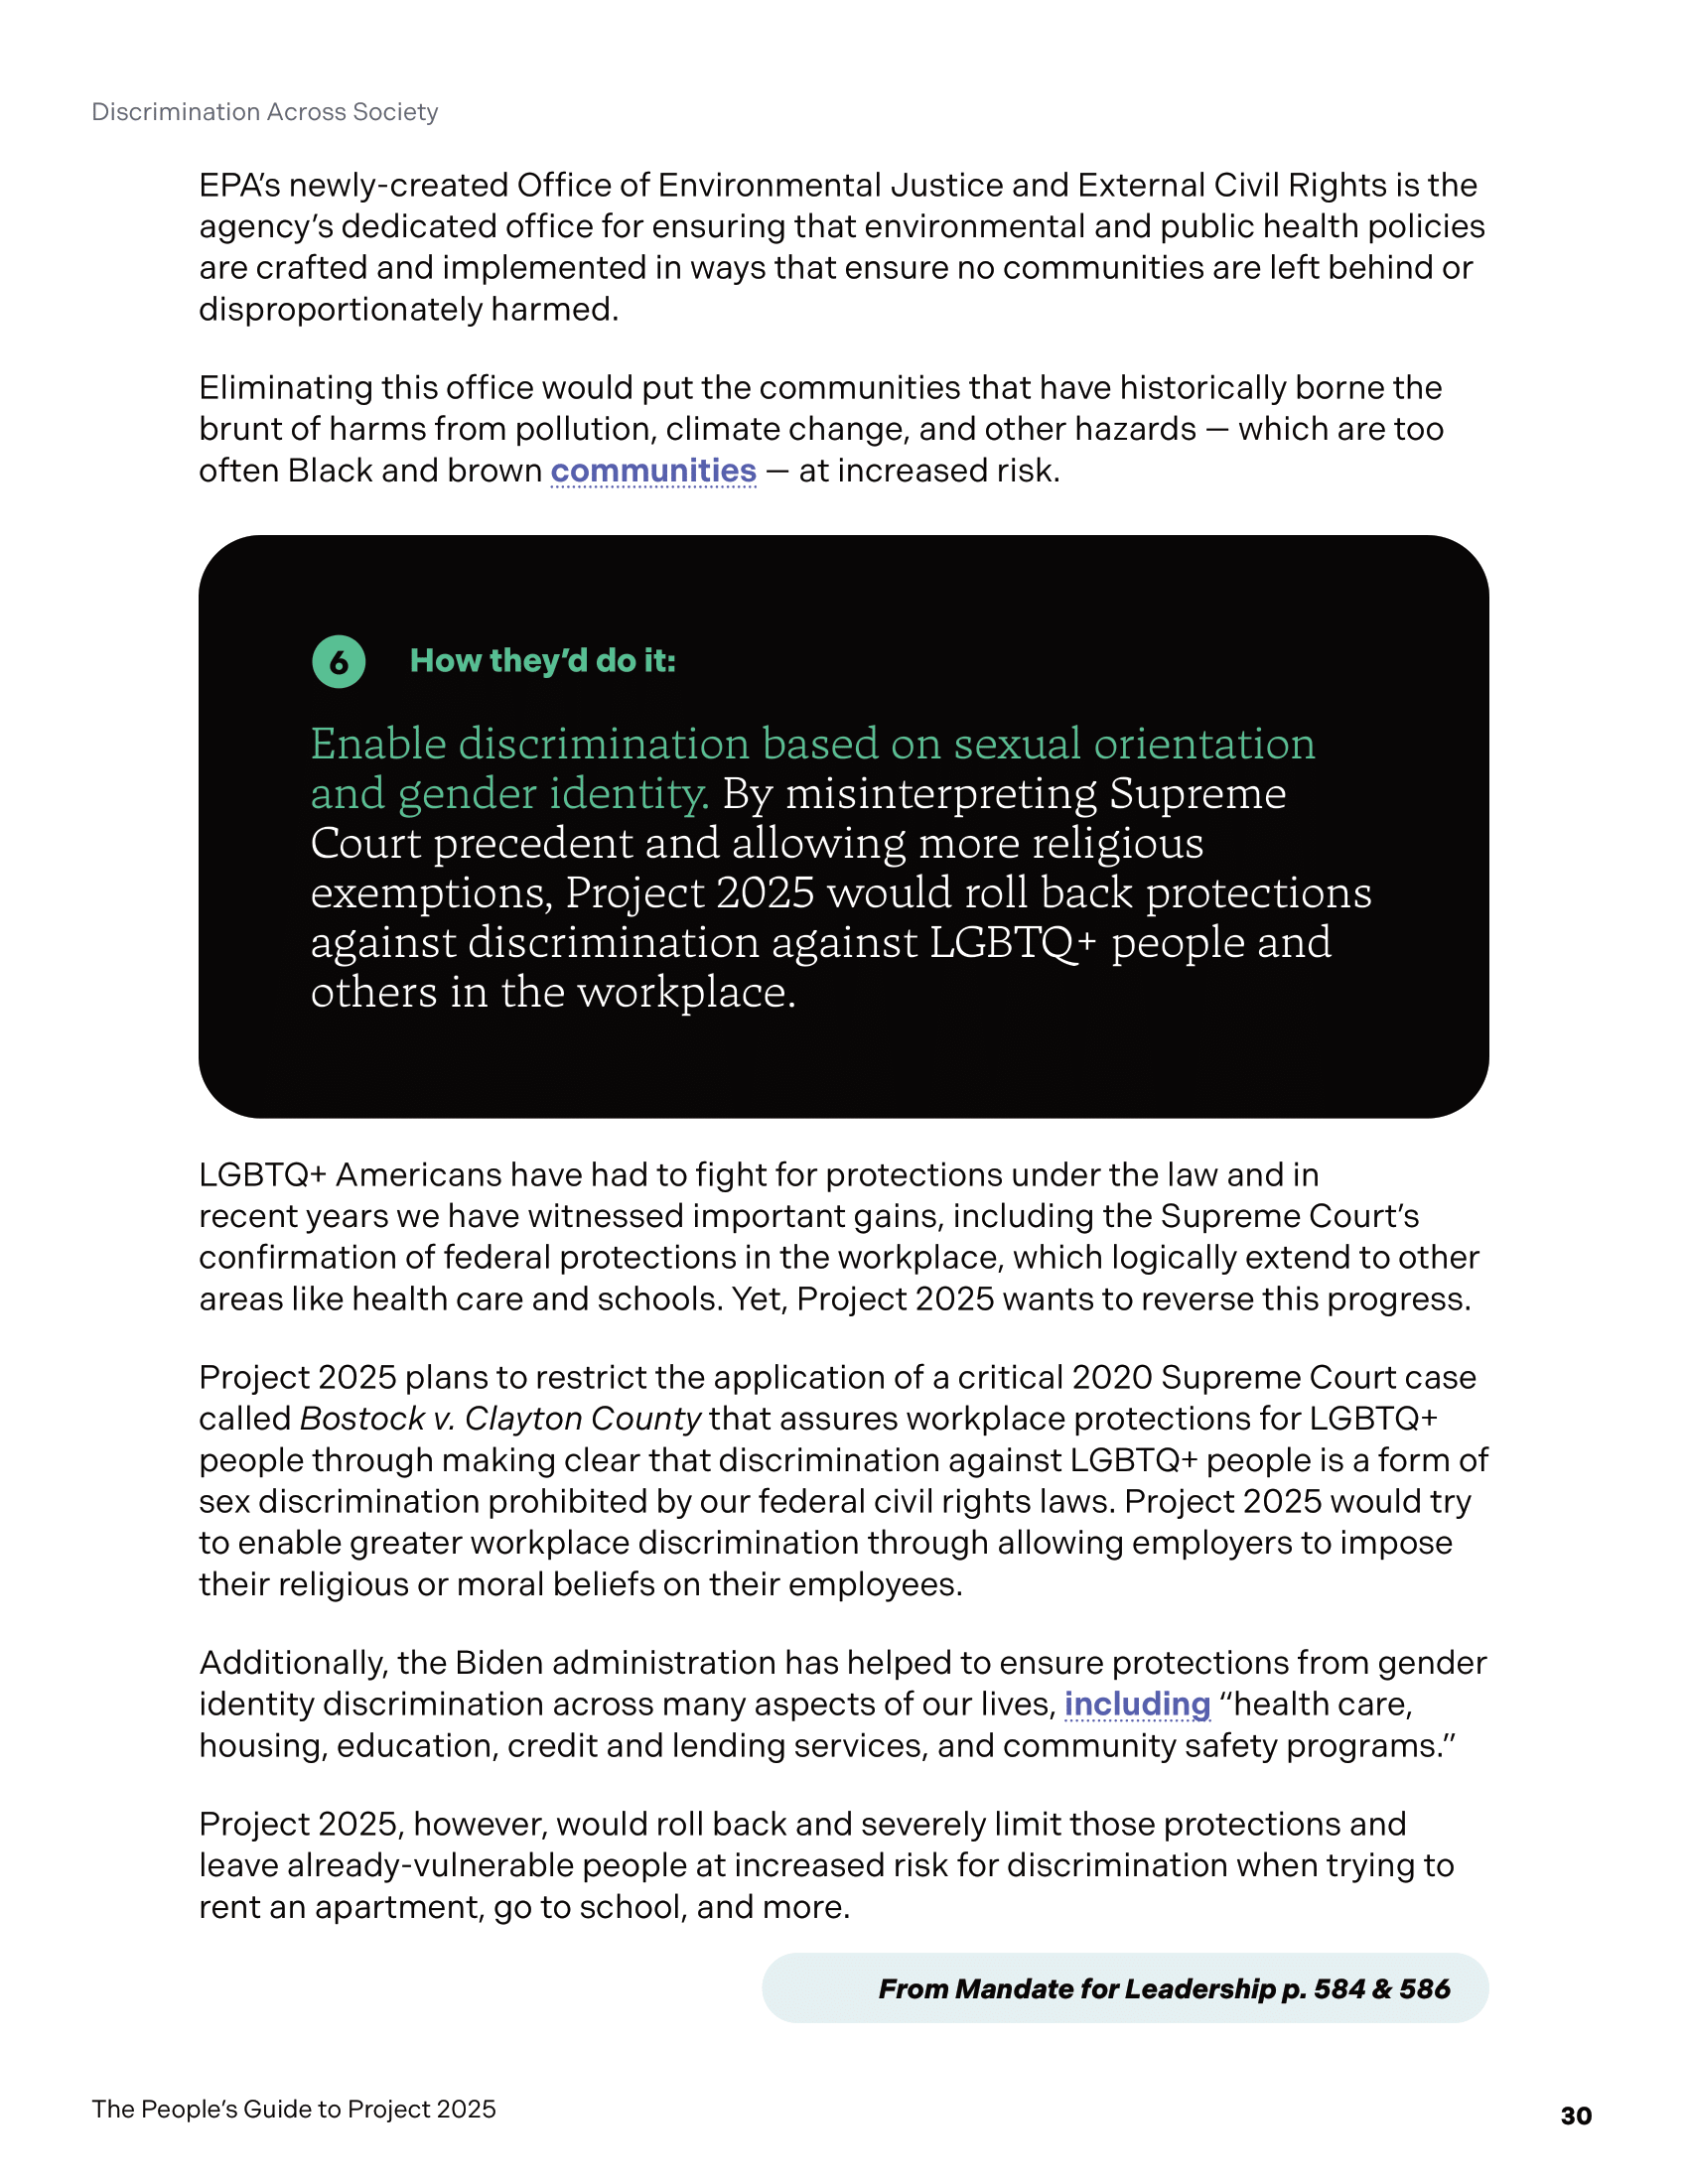 Discrimination Across Society
EPA’s newly-created Office of Environmental Justice and External Civil Rights is the
agency’s dedicated office for ensuring that environmental and public health policies
are crafted and implemented in ways that ensure no communities are left behind or
disproportionately harmed.
Eliminating this office would put the communities that have historically borne the
brunt of harms from pollution, climate change, and other hazards — which are too
often Black and brown communities — at increased risk.
6 How they’d do it:
Enable discrimination based on sexual orientation
and gender identity. By misinterpreting Supreme
Court precedent and allowing more religious
exemptions, Project 2025 would roll back protections
against discrimination against LGBTQ+ people and
others in the workplace.
LGBTQ+ Americans have had to fight for protections under the law and in
recent years we have witnessed important gains, including the Supreme Court’s
confirmation of federal protections in the workplace, which logically extend to other
areas like health care and schools. Yet, Project 2025 wants to reverse this progress.
Project 2025 plans to restrict the application of a critical 2020 Supreme Court case
called Bostock v. Clayton County that assures workplace protections for LGBTQ+
people through making clear that discrimination against LGBTQ+ people is a form of
sex discrimination prohibited by our federal civil rights laws. Project 2025 would try
to enable greater workplace discrimination through allowing employers to impose
their religious or moral beliefs on their employees.
Additionally, the Biden administration has helped to ensure protections from gender
identity discrimination across many aspects of our lives, including “health care,
housing, education, credit and lending services, and community safety programs.”
Project 2025, however, would roll back and severely limit those protections and
leave already-vulnerable people at increased risk for discrimination when trying to
rent an apartment, go to school, and more.
From Mandate for Leadership p. 584 & 586
The People’s Guide to Project 2025
30